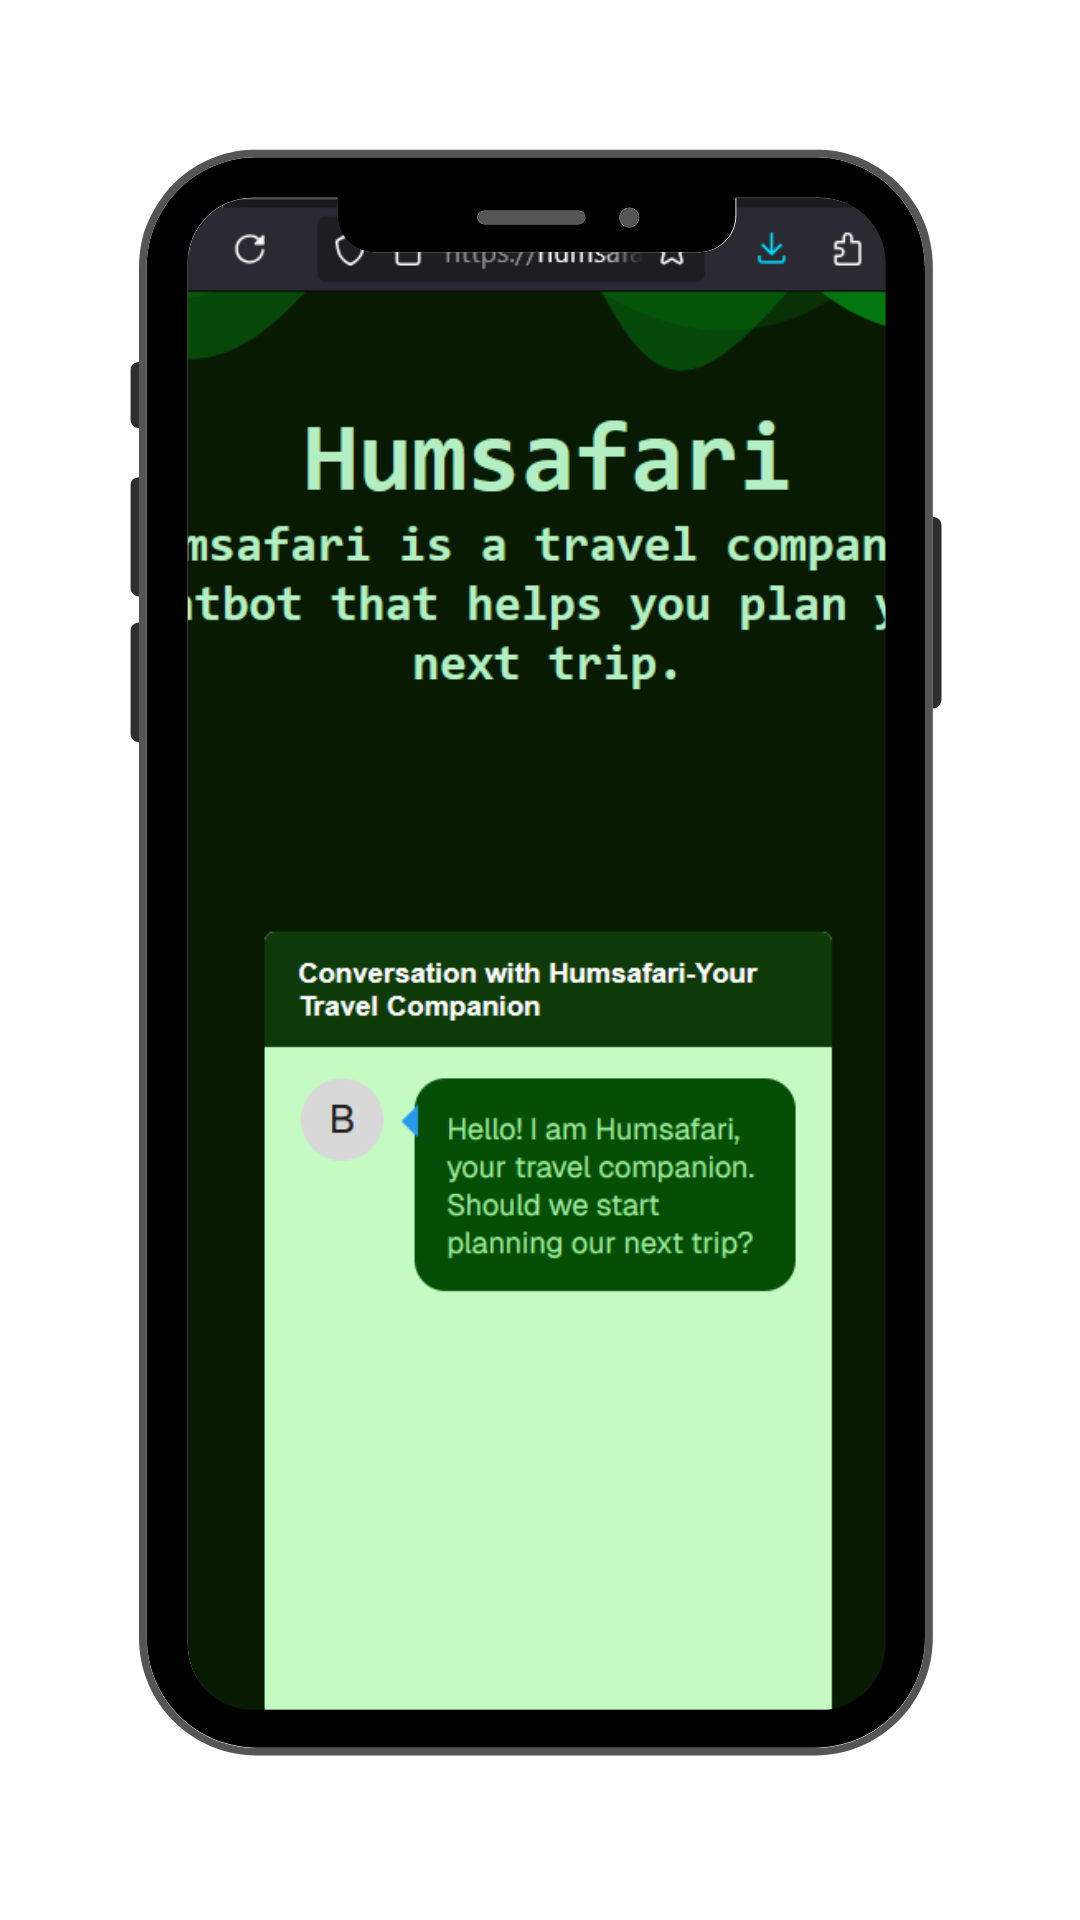 https://humsafa
Humsafari
msafari is a travel compan
tbot that helps you plan y
next trip.
Conversation with Humsafari-Your
Travel Companion
B
Hello! I am Humsafari,
your travel companion.
Should we start
planning our next trip?